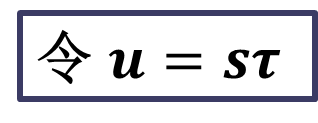 令 u = sτ